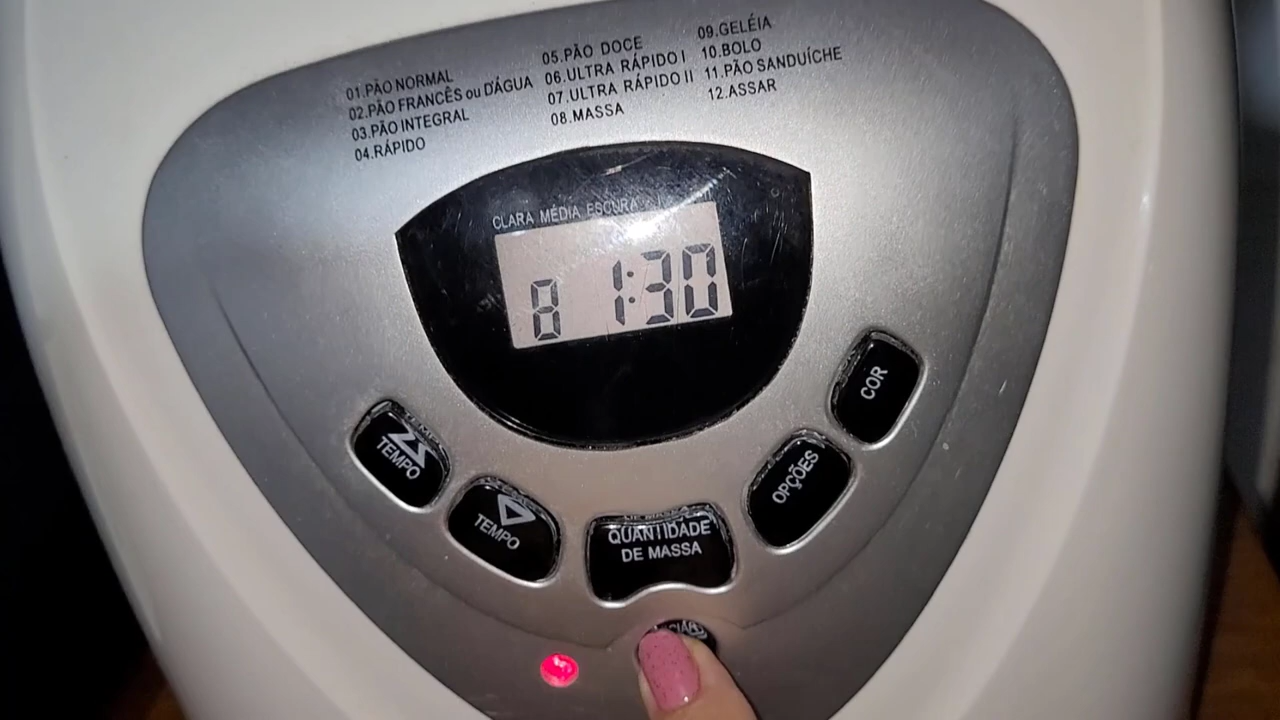 01.PÃO NORMAL
02.PÃO FRANCÊS ou D'ÁGUA
03.PÃO INTEGRAL
04.RÁPIDO
05.PÃO DOCE
06.ULTRA RÁPIDO I
07.ULTRA RÁPIDO II
08.MASSA
09.GELÉIA
10.BOLO
11.PÃO SANDUÍCHE
12.ASSAR
CLARA MÉDIA ESCURA
8 1:30
TEMPO
TEMPO
QUANTIDADE
DE MASSA
OPÇÕES
COR